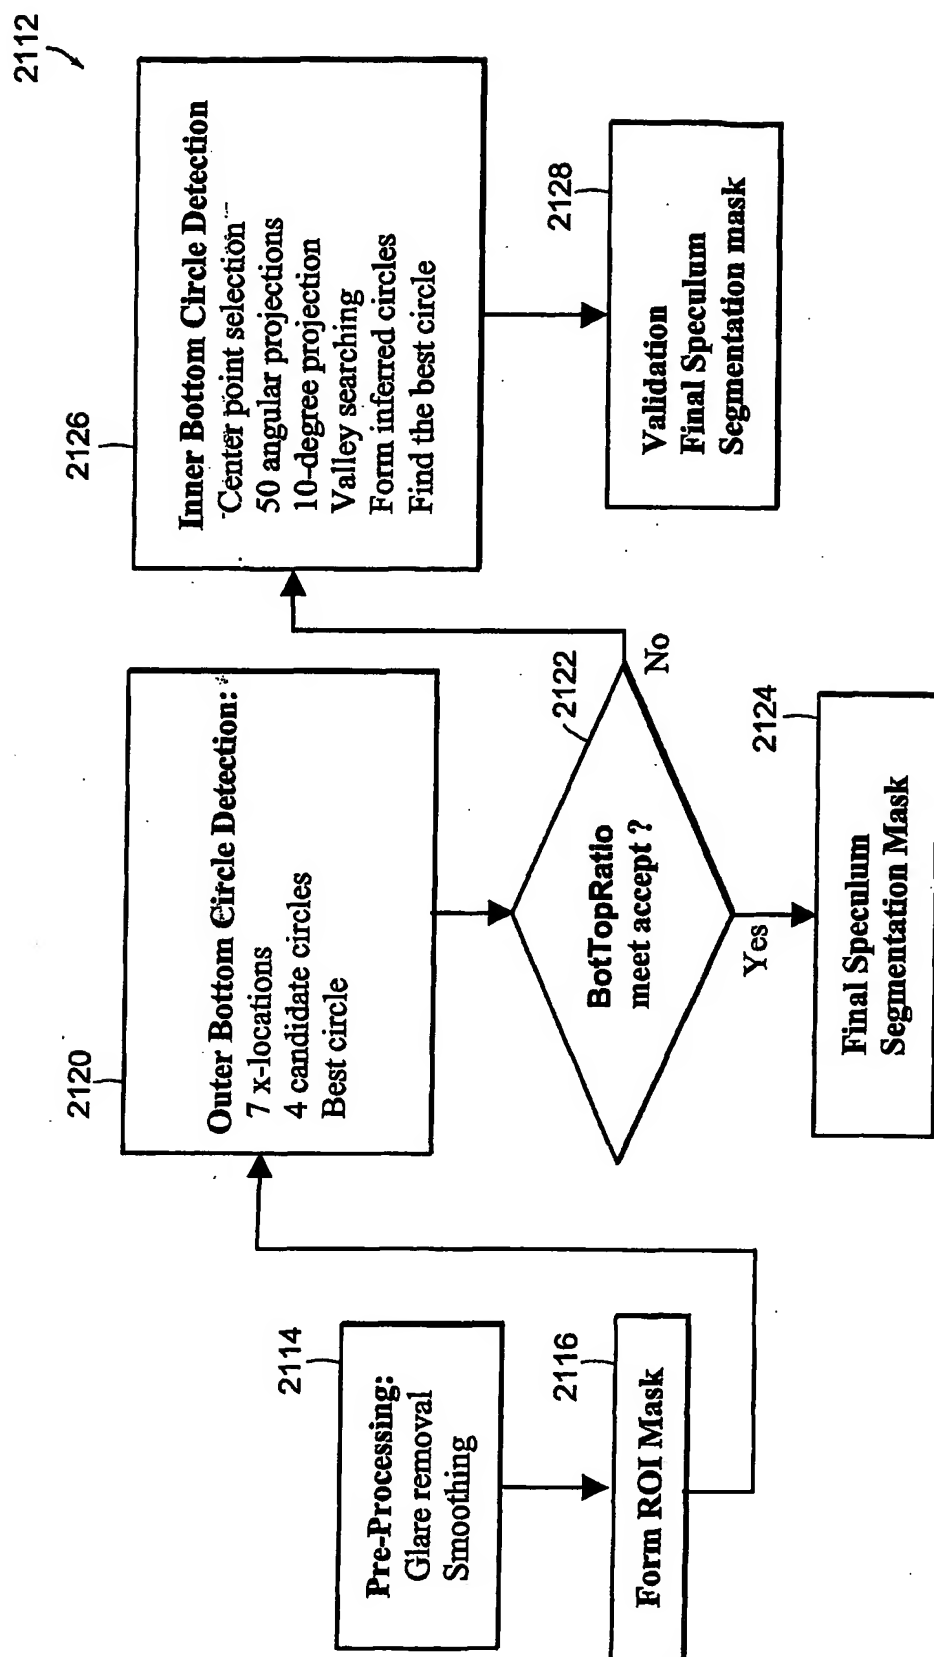 2112
2114
Pre-Processing:
Glare removal
Smoothing
2116
Form ROI Mask
2120
Outer Bottom Circle Detection:
7 x-locations
4 candidate circles
Best circle
2122
BotTopRatio
meet accept ?
Yes
No
2124
Final Speculum
Segmentation Mask
2126
Inner Bottom Circle Detection
Center point selection
50 angular projections
10-degree projection
Valley searching
Form inferred circles
Find the best circle
2128
Validation
Final Speculum
Segmentation mask